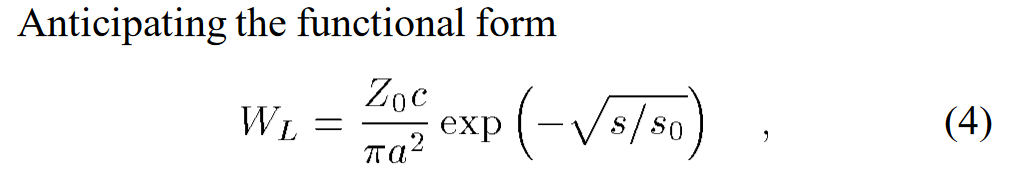 Anticipating the functional form
W_L = \frac{Z_0 c}{\pi a^2} \exp\left(-\sqrt{s/s_0}\right) , (4)